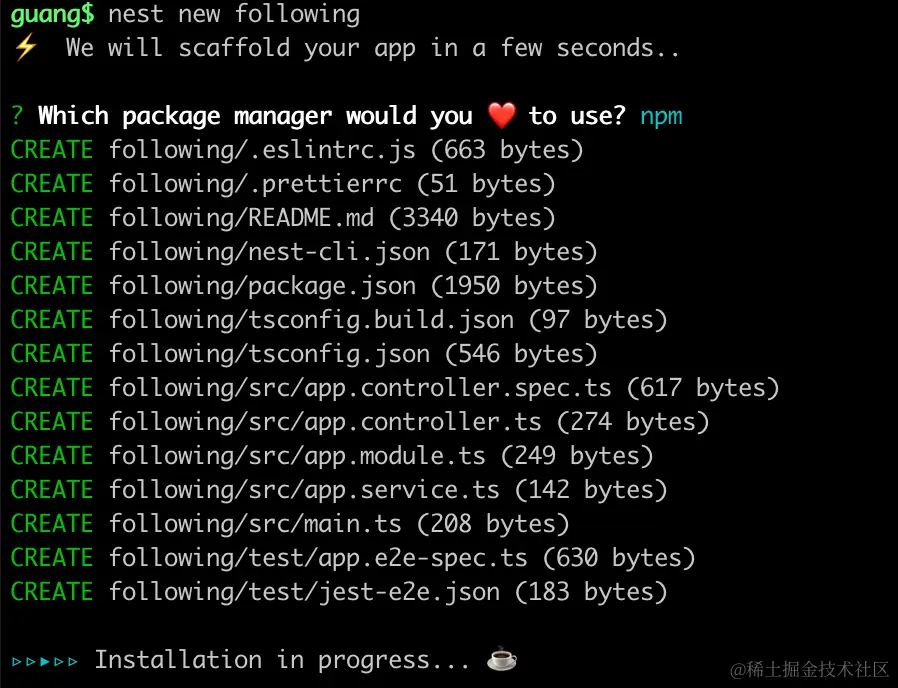 guang$ nest new following
⚡ We will scaffold your app in a few seconds..
? Which package manager would you ❤️ to use? npm
CREATE following/.eslintrc.js (663 bytes)
CREATE following/.prettierrc (51 bytes)
CREATE following/README.md (3340 bytes)
CREATE following/nest-cli.json (171 bytes)
CREATE following/package.json (1950 bytes)
CREATE following/tsconfig.build.json (97 bytes)
CREATE following/tsconfig.json (546 bytes)
CREATE following/src/app.controller.spec.ts (617 bytes)
CREATE following/src/app.controller.ts (274 bytes)
CREATE following/src/app.module.ts (249 bytes)
CREATE following/src/app.service.ts (142 bytes)
CREATE following/src/main.ts (208 bytes)
CREATE following/test/app.e2e-spec.ts (630 bytes)
CREATE following/test/jest-e2e.json (183 bytes)
▹▹▸▹▹ Installation in progress... ☕
@稀土掘金技术社区